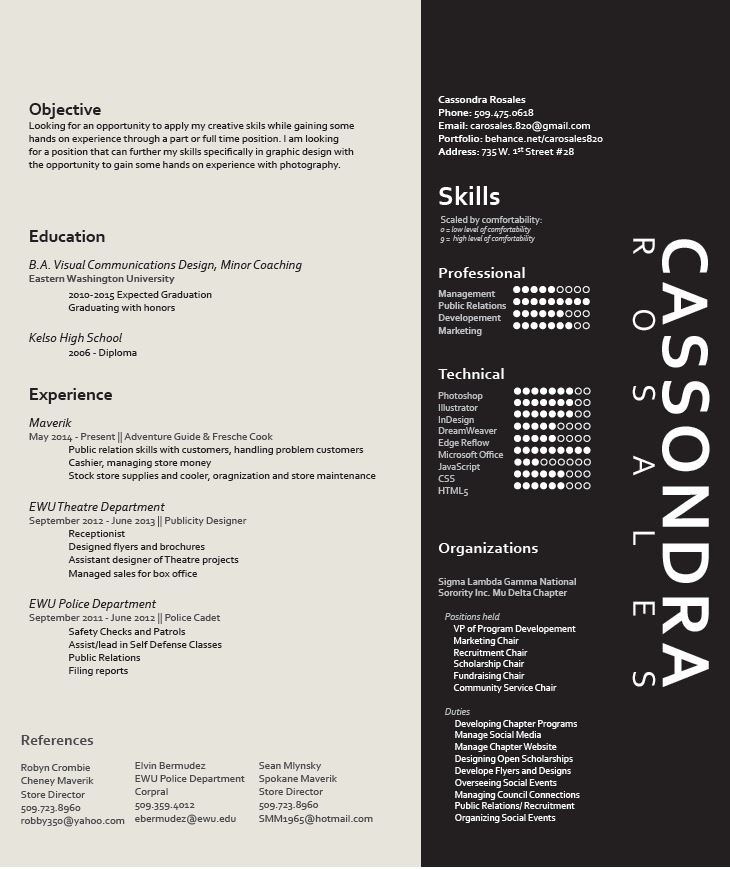 Objective
Looking for an opportunity to apply my creative skils while gaining some
hands on experience through a part or full time position. I am looking
for a position that can further my skills specifically in graphic design with
the opportunity to gain some hands on experience with photography.
Education
B.A. Visual Communications Design, Minor Coaching
Eastern Washington University
2010-2015 Expected Graduation
Graduating with honors
Kelso High School
2006 - Diploma
Experience
Maverik
May 2014 - Present || Adventure Guide & Fresche Cook
Public relation skills with customers, handling problem customers
Cashier, managing store money
Stock store supplies and cooler, oragnization and store maintenance
EWU Theatre Department
September 2012 - June 2013 || Publicity Designer
Receptionist
Designed flyers and brochures
Assistant designer of Theatre projects
Managed sales for box office
EWU Police Department
September 2011 - June 2012 || Police Cadet
Safety Checks and Patrols
Assist/lead in Self Defense Classes
Public Relations
Filing reports
References
Robyn Crombie
Cheney Maverik
Store Director
509.723.8960
robby350@yahoo.com
Elvin Bermudez
EWU Police Department
Corpral
509.359.4012
ebermudez@ewu.edu
Sean Mlynsky
Spokane Maverik
Store Director
509.723.8960
SMM1965@hotmail.com
Cassondra Rosales
Phone: 509.475.0618
Email: carosales.820@gmail.com
Portfolio: behance.net/carosales820
Address: 735 W. 1st Street #28
Skills
Scaled by comfortability:
0 = low level of comfortability
9 = high level of comfortability
Professional
Management
Public Relations
Developement
Marketing
Technical
Photoshop
Illustrator
InDesign
DreamWeaver
Edge Reflow
Microsoft Office
JavaScript
CSS
HTML5
Organizations
Sigma Lambda Gamma National
Sorority Inc. Mu Delta Chapter
Positions held
VP of Program Developement
Marketing Chair
Recruitment Chair
Scholarship Chair
Fundraising Chair
Community Service Chair
Duties
Developing Chapter Programs
Manage Social Media
Manage Chapter Website
Designing Open Scholarships
Develope Flyers and Designs
Overseeing Social Events
Managing Council Connections
Public Relations/ Recruitment
Organizing Social Events
CASSONDRA
ROSALES